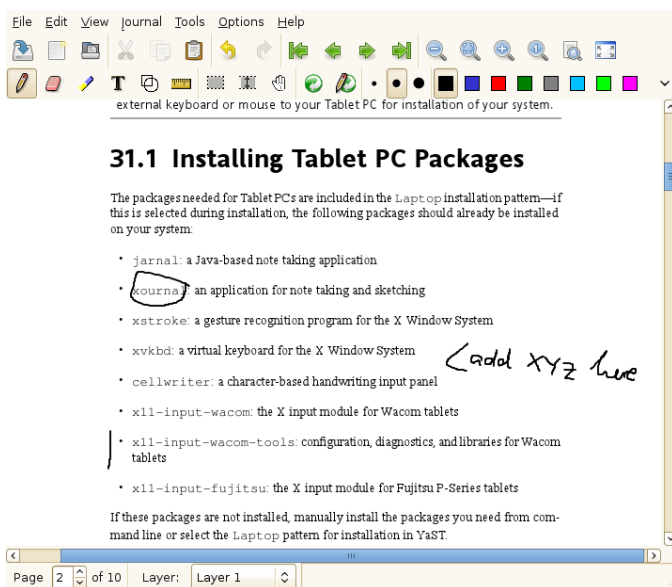 File Edit View Journal Tools Options Help
T
external keyboard or mouse to your Tablet PC for installation of your system.
31.1 Installing Tablet PC Packages
The packages needed for Tablet PC's are included in the Laptop installation pattern—if
this is selected during installation, the following packages should already be installed
on your system:
• jarnal: a Java-based note taking application
• xournal: an application for note taking and sketching
• xstroke: a gesture recognition program for the X Window System
• xvkbd: a virtual keyboard for the X Window System
<add XYZ here
• cellwriter: a character-based handwriting input panel
• x11-input-wacom: the X input module for Wacom tablets
• x11-input-wacom-tools: configuration, diagnostics, and libraries for Wacom
tablets
• x11-input-fujitsu: the X input module for Fujitsu P-Series tablets
If these packages are not installed, manually install the packages you need from com-
mand line or select the Laptop pattern for installation in YaST.
Page 2 of 10 Layer: Layer 1